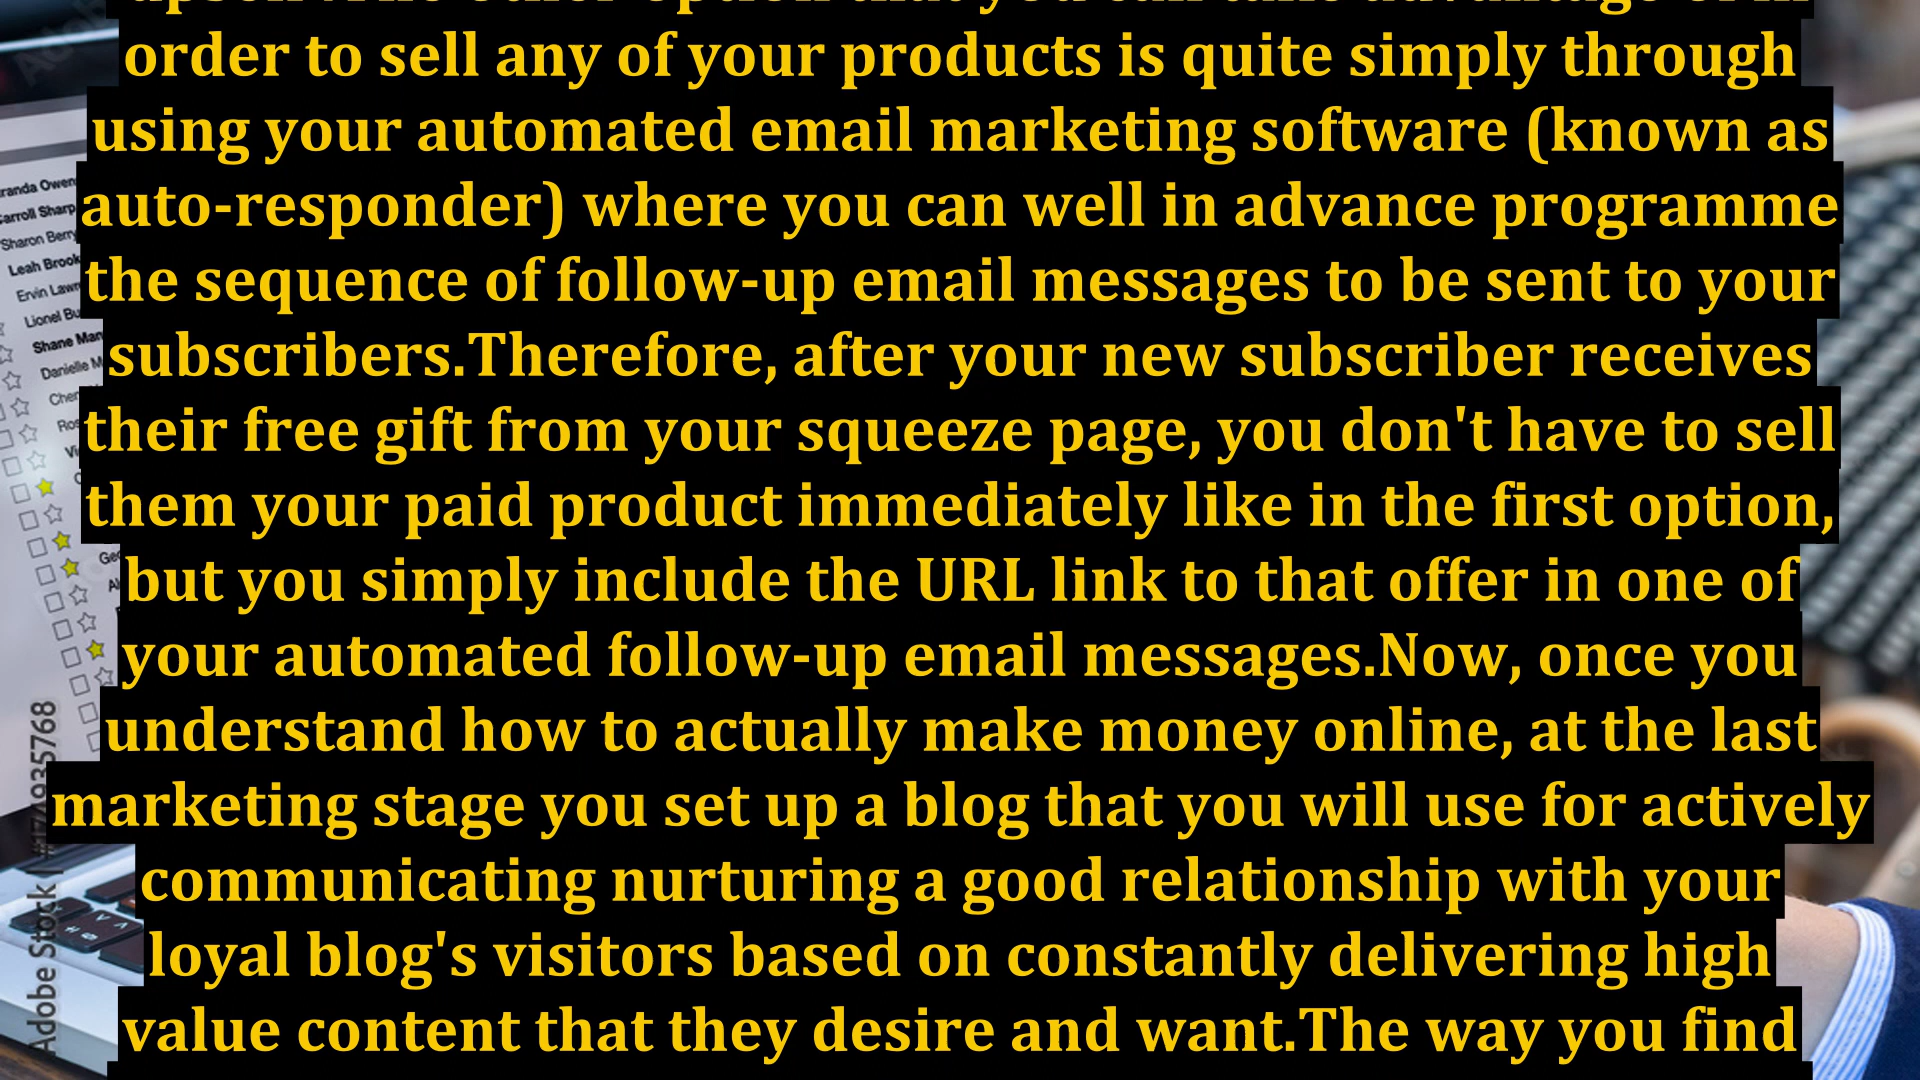 order to sell any of your products is quite simply through
using your automated email marketing software (known as
auto-responder) where you can well in advance programme
the sequence of follow-up email messages to be sent to your
subscribers.Therefore, after your new subscriber receives
their free gift from your squeeze page, you don't have to sell
them your paid product immediately like in the first option,
but you simply include the URL link to that offer in one of
your automated follow-up email messages.Now, once you
understand how to actually make money online, at the last
marketing stage you set up a blog that you will use for actively
communicating nurturing a good relationship with your
loyal blog's visitors based on constantly delivering high
value content that they desire and want.The way you find
Sharon Berry
Leah Brook
Shane Man
Adobe Stock | #174935768